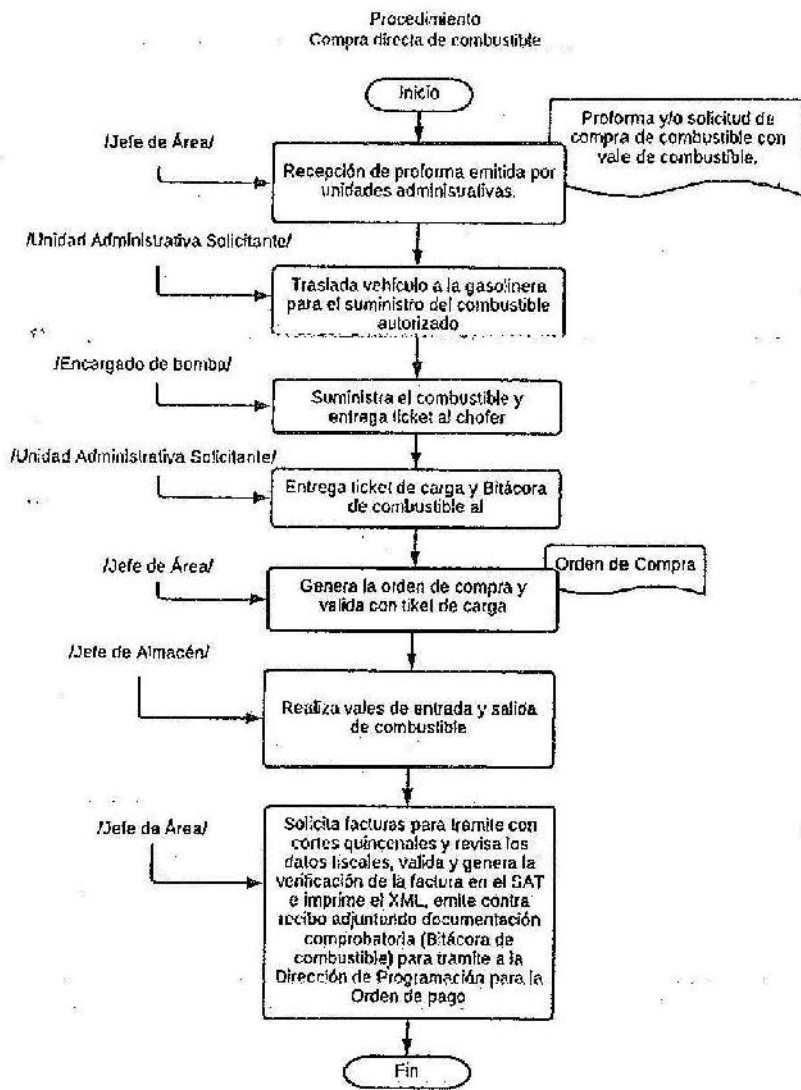 Procedimiento
Compra directa de combustible
Inicio
Proforma y/o solicitud de
compra de combustible con
vale de combustible.
/Jefe de Área/
Recepción de proforma emitida por
unidades administrativas.
/Unidad Administrativa Solicitante/
Traslada vehículo a la gasolinera
para el suministro del combustible
autorizado
/Encargado de bomba/
Suministra el combustible y
entrega ticket al chofer
/Unidad Administrativa Solicitante/
Entrega ticket de carga y Bitácora
de combustible al
/Jefe de Área/
Orden de Compra
Genera la orden de compra y
valida con tiket de carga
/Jefe de Almacén/
Realiza vales de entrada y salida
de combustible
/Jefe de Área/
Solicita facturas para tramite con
cortes quincenales y revisa los
datos fiscales, valida y genera la
verificación de la factura en el SAT
e imprime el XML, emite contra
recibo adjuntando documentación
comprobatoria (Bitácora de
combustible) para tramite a la
Dirección de Programación para la
Orden de pago
Fin